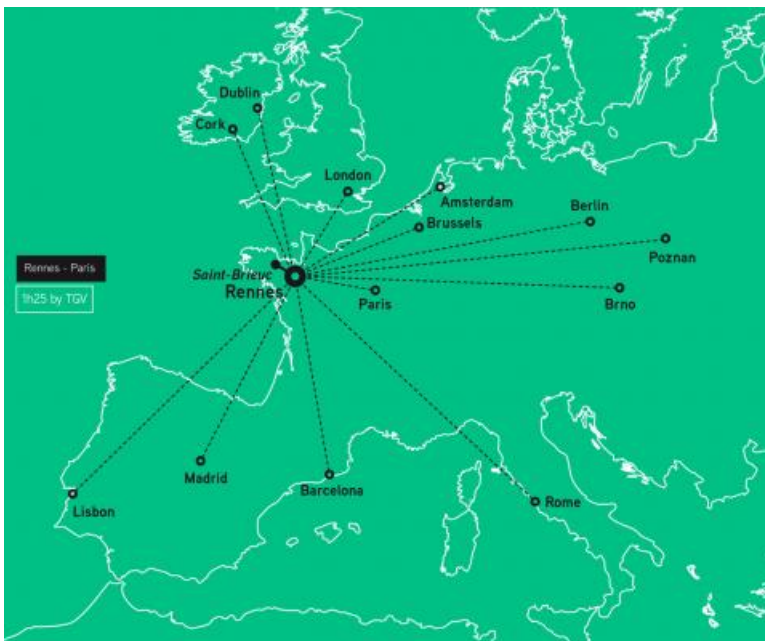 Dublin
Cork
London
Amsterdam
Brussels
Berlin
Poznan
Rennes - Paris
Saint-Brieuc
Rennes
1h25 by TGV
Paris
Brno
Madrid
Barcelona
Lisbon
Rome